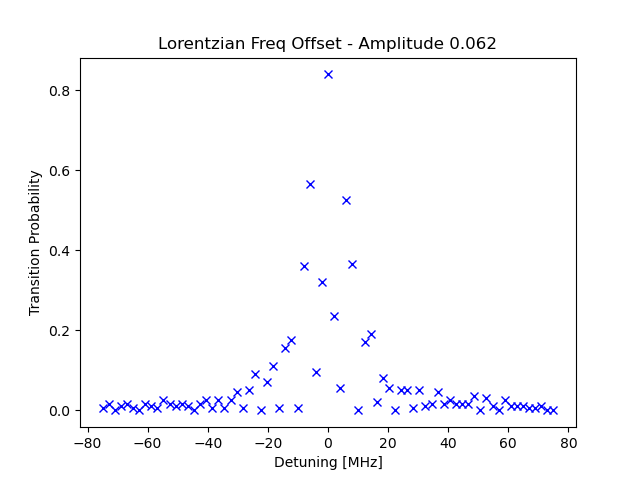 Lorentzian Freq Offset - Amplitude 0.062
Transition Probability
0.8
0.6
0.4
0.2
0.0
−80 −60 −40 −20 0 20 40 60 80
Detuning [MHz]